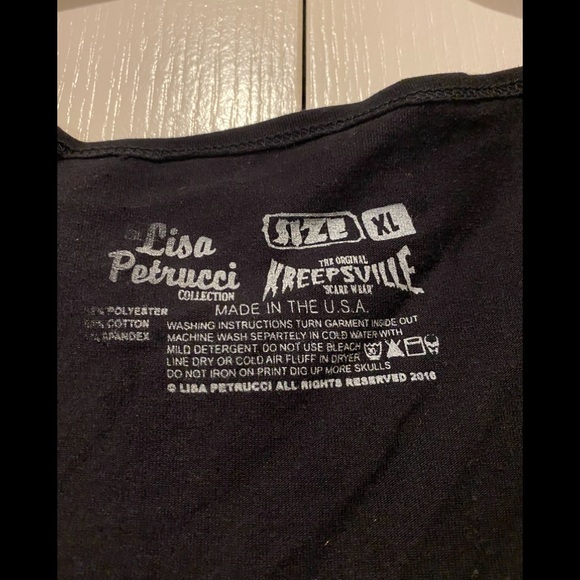 Lisa
Petrucci
COLLECTION
SIZE XL
THE ORGINAL
KREEPSVILLE
"SCARE WEAR"
MADE IN THE U.S.A.
POLYESTER
COTTON
SPANDEX
WASHING INSTRUCTIONS TURN GARMENT INSIDE OUT
MACHINE WASH SEPARTELY IN COLD WATER WITH
MILD DETERGENT DO NOT USE BLEACH
LINE DRY OR COLD AIR FLUFF IN DRYER
DO NOT IRON ON PRINT DIG UP MORE SKULLS
© LISA PETRUCCI ALL RIGHTS RESERVED 2016